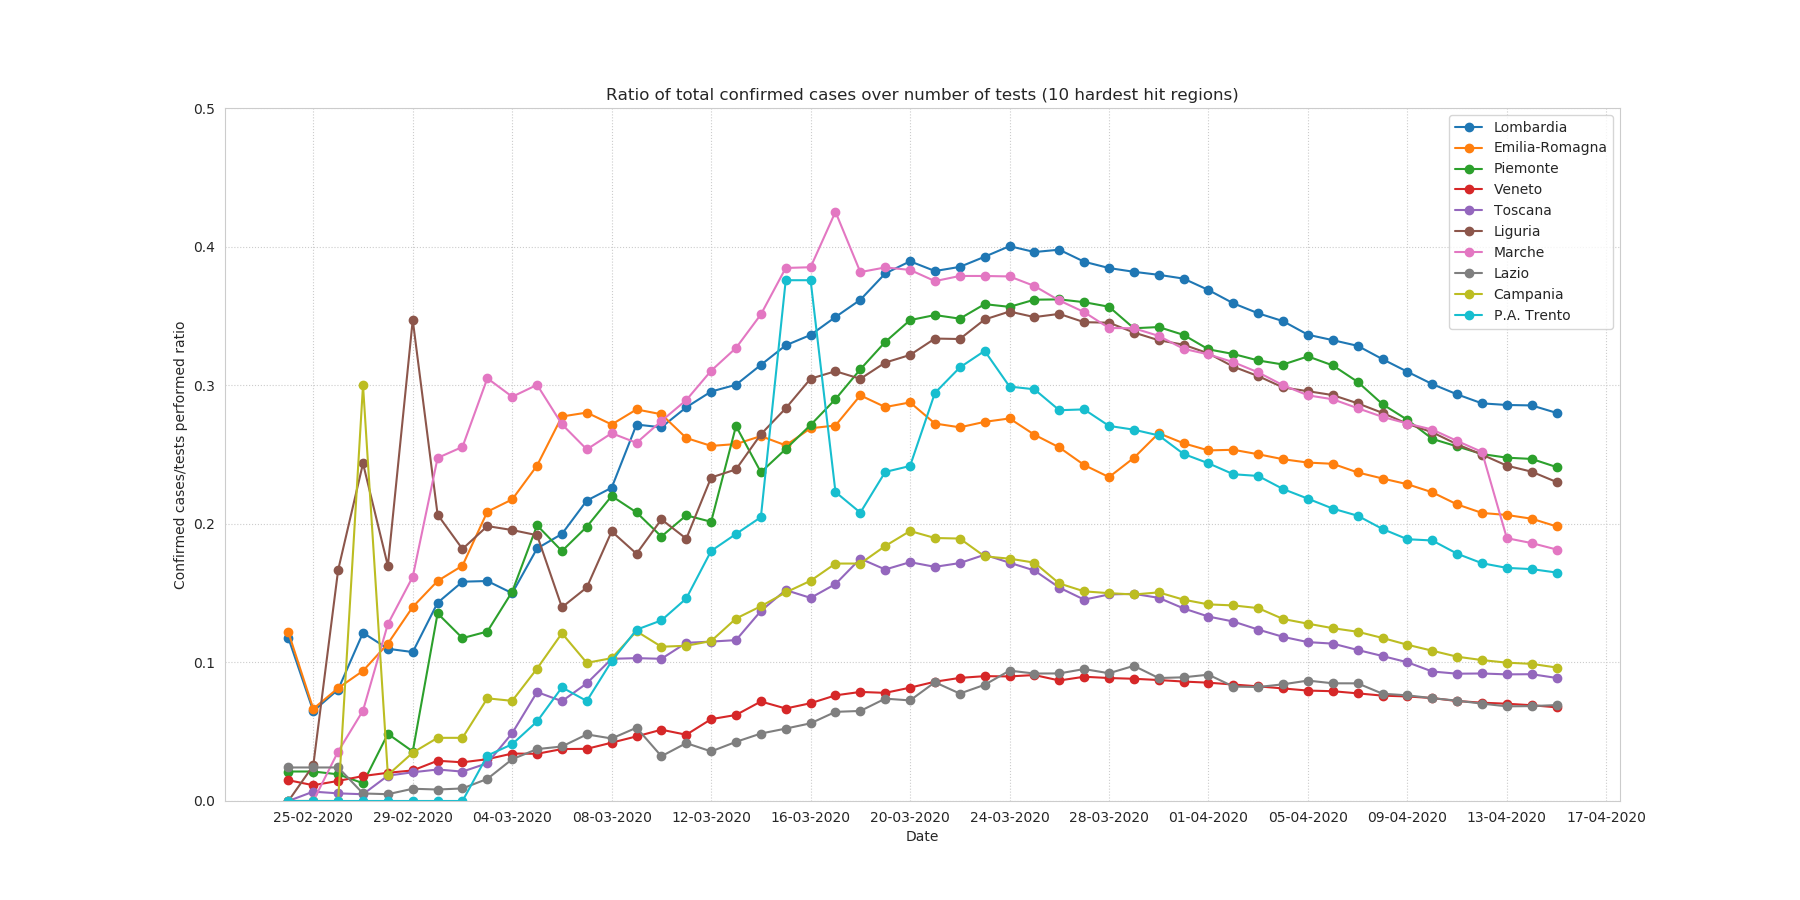 Ratio of total confirmed cases over number of tests (10 hardest hit regions)
0.5
0.4
0.3
0.2
0.1
0.0
Confirmed cases/tests performed ratio
Lombardia
Emilia-Romagna
Piemonte
Veneto
Toscana
Liguria
Marche
Lazio
Campania
P.A. Trento
25-02-2020 29-02-2020 04-03-2020 08-03-2020 12-03-2020 16-03-2020 20-03-2020 24-03-2020 28-03-2020 01-04-2020 05-04-2020 09-04-2020 13-04-2020 17-04-2020
Date